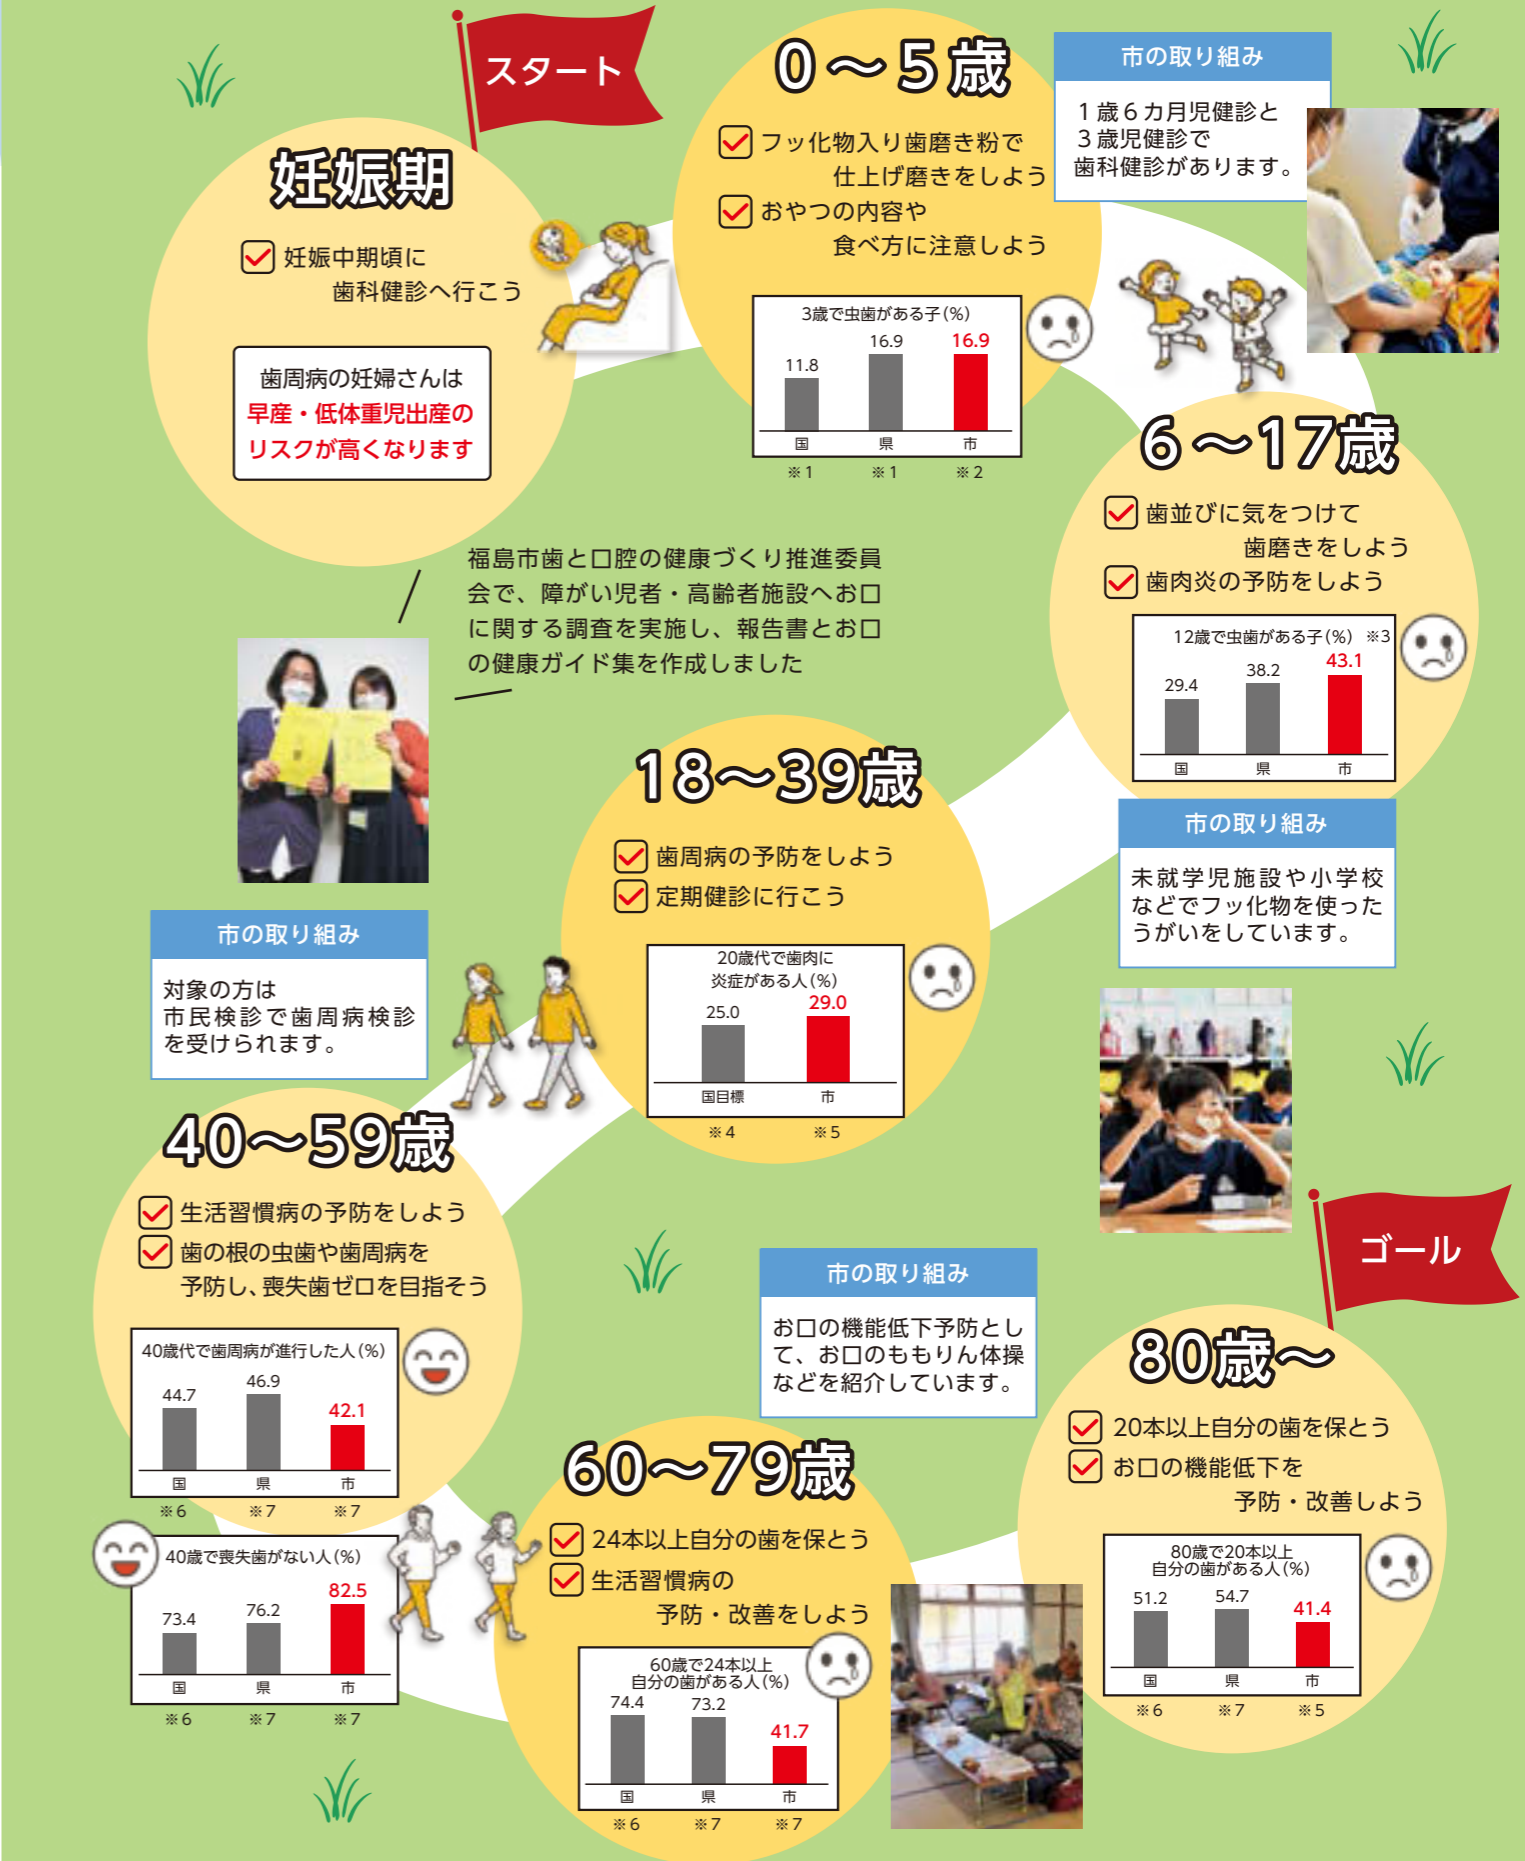 スタート
妊娠期
妊娠中期頃に
歯科健診へ行こう
歯周病の妊婦さんは
早産・低体重児出産の
リスクが高くなります
0～5歳
フッ化物入り歯磨き粉で
仕上げ磨きをしよう
おやつの内容や
食べ方に注意しよう
3歳で虫歯がある子(%)
11.8
16.9
16.9
国
県
市
※1
※1
※2
市の取り組み
1歳6カ月児健診と
3歳児健診で
歯科健診があります。
6～17歳
歯並びに気をつけて
歯磨きをしよう
歯肉炎の予防をしよう
12歳で虫歯がある子(%) ※3
29.4
38.2
43.1
国
県
市
市の取り組み
未就学児施設や小学校
などでフッ化物を使った
うがいをしています。
福島市歯と口腔の健康づくり推進委員
会で、障がい児者・高齢者施設へお口
に関する調査を実施し、報告書とお口
の健康ガイド集を作成しました
18～39歳
歯周病の予防をしよう
定期健診に行こう
20歳代で歯肉に
炎症がある人(%)
25.0
29.0
国目標
市
※4
※5
市の取り組み
対象の方は
市民検診で歯周病検診
を受けられます。
40～59歳
生活習慣病の予防をしよう
歯の根の虫歯や歯周病を
予防し、喪失歯ゼロを目指そう
40歳代で歯周病が進行した人(%)
44.7
46.9
42.1
国
県
市
※6
※7
※7
40歳で喪失歯がない人(%)
73.4
76.2
82.5
国
県
市
※6
※7
※7
60～79歳
24本以上自分の歯を保とう
生活習慣病の
予防・改善をしよう
60歳で24本以上
自分の歯がある人(%)
74.4
73.2
41.7
国
県
市
※6
※7
※7
市の取り組み
お口の機能低下予防とし
て、お口のももりん体操
などを紹介しています。
ゴール
80歳～
20本以上自分の歯を保とう
お口の機能低下を
予防・改善しよう
80歳で20本以上
自分の歯がある人(%)
51.2
54.7
41.4
国
県
市
※6
※7
※5